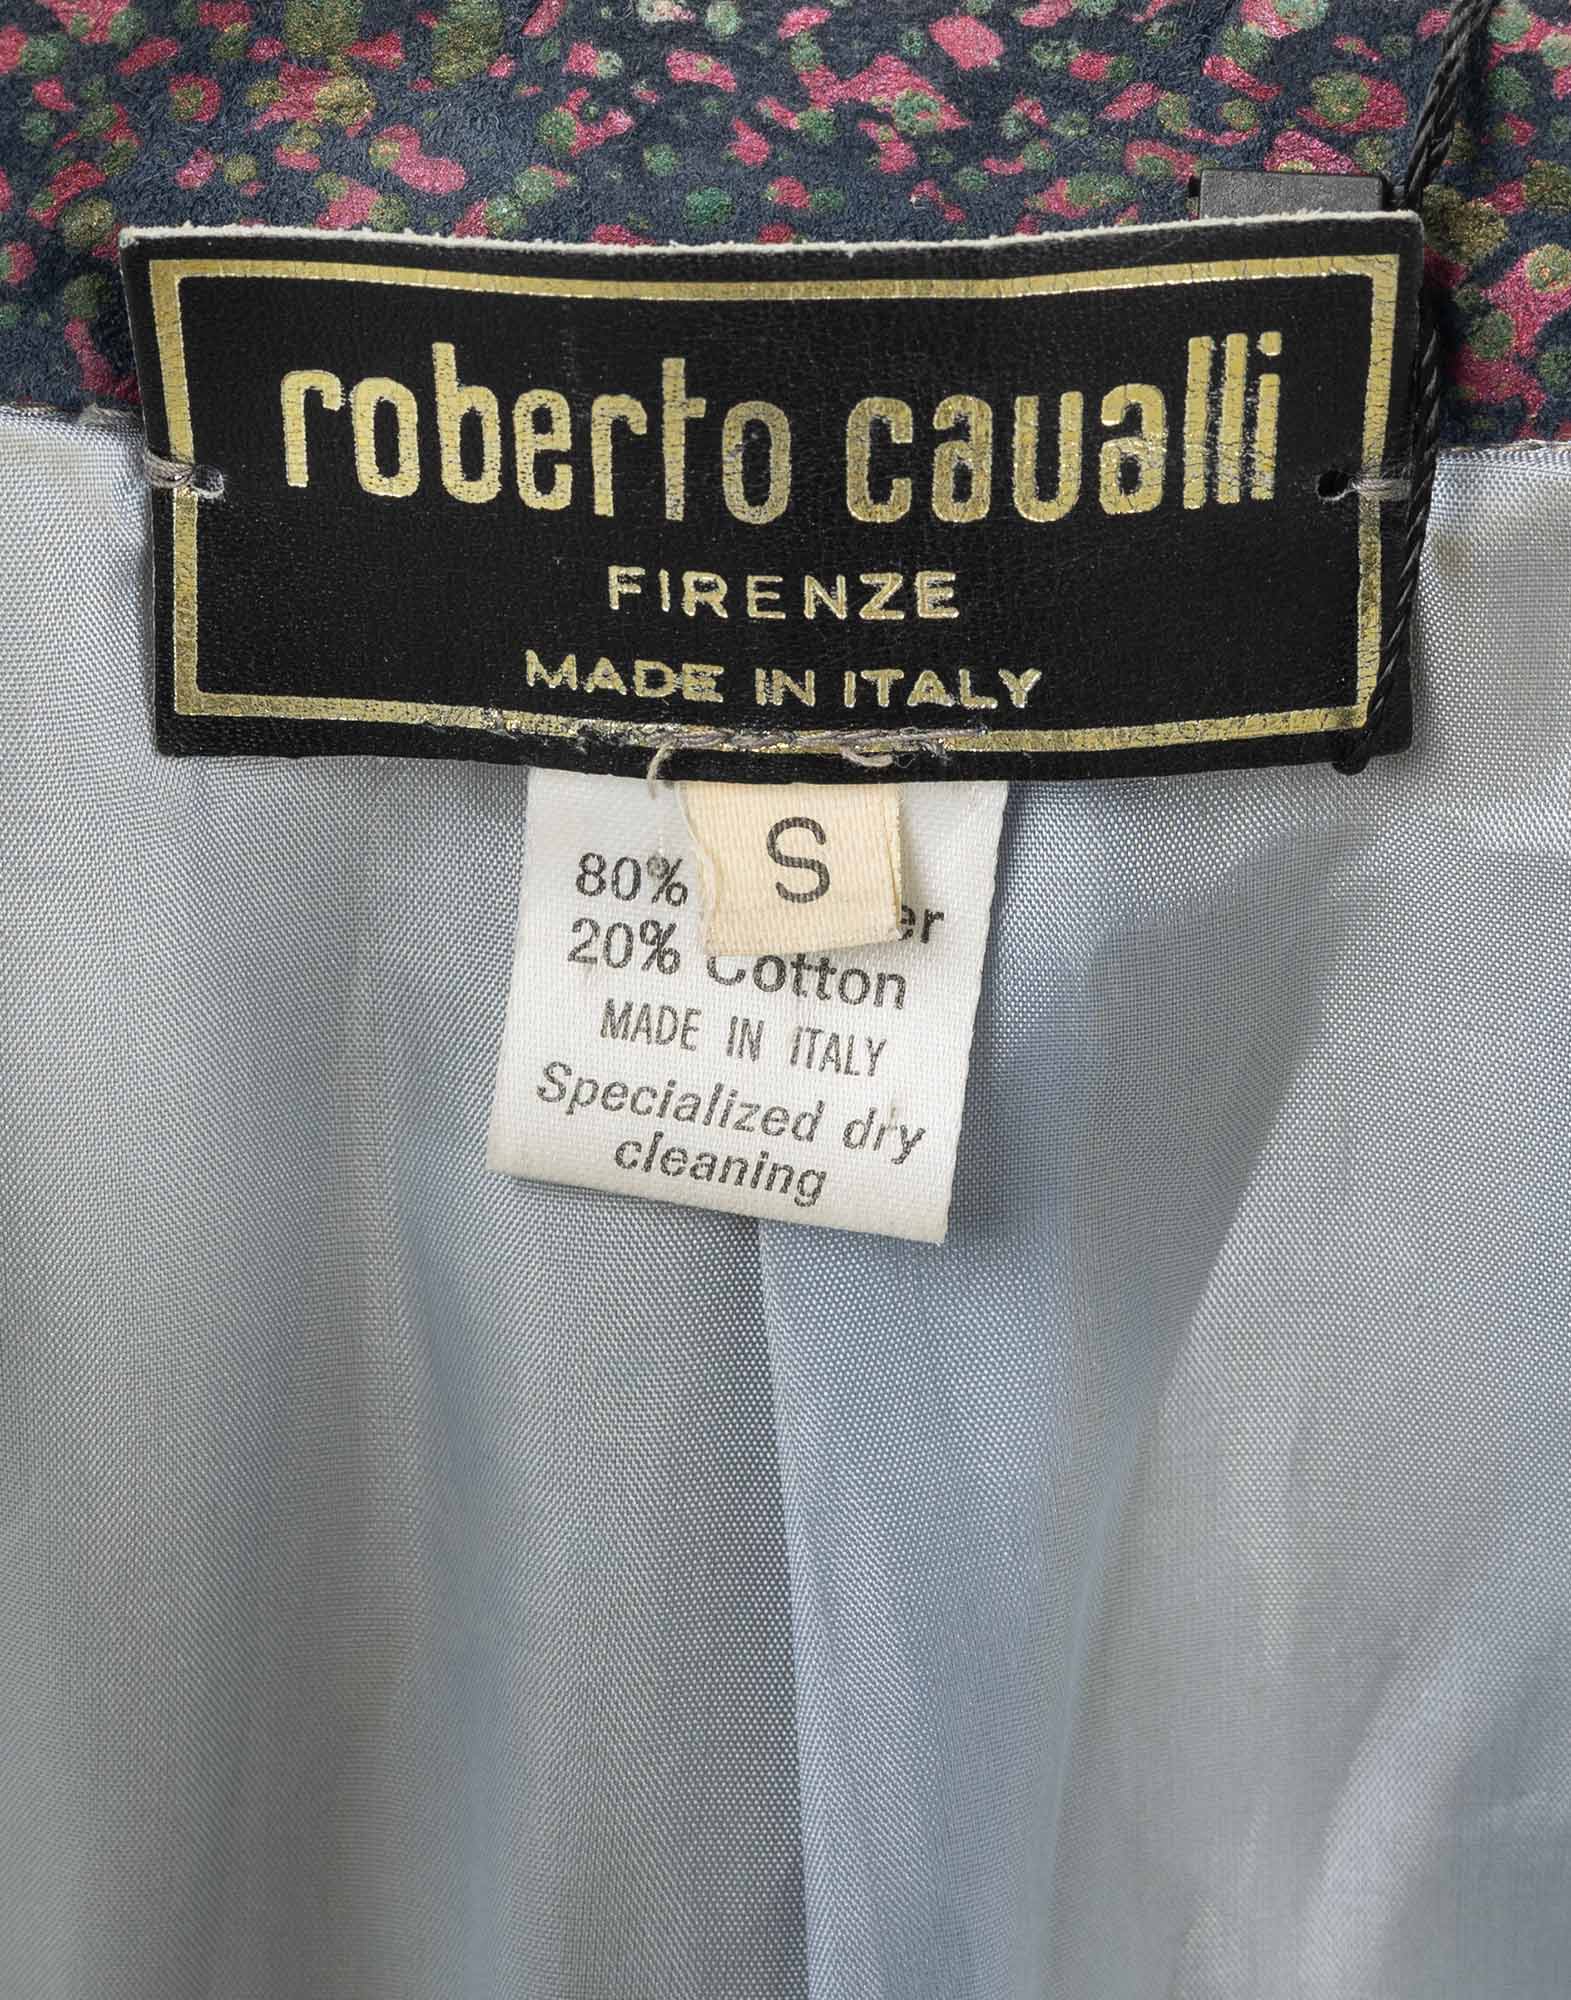 roberto cavalli
FIRENZE
MADE IN ITALY
S
80%
20% Cotton
MADE IN ITALY
Specialized dry
cleaning